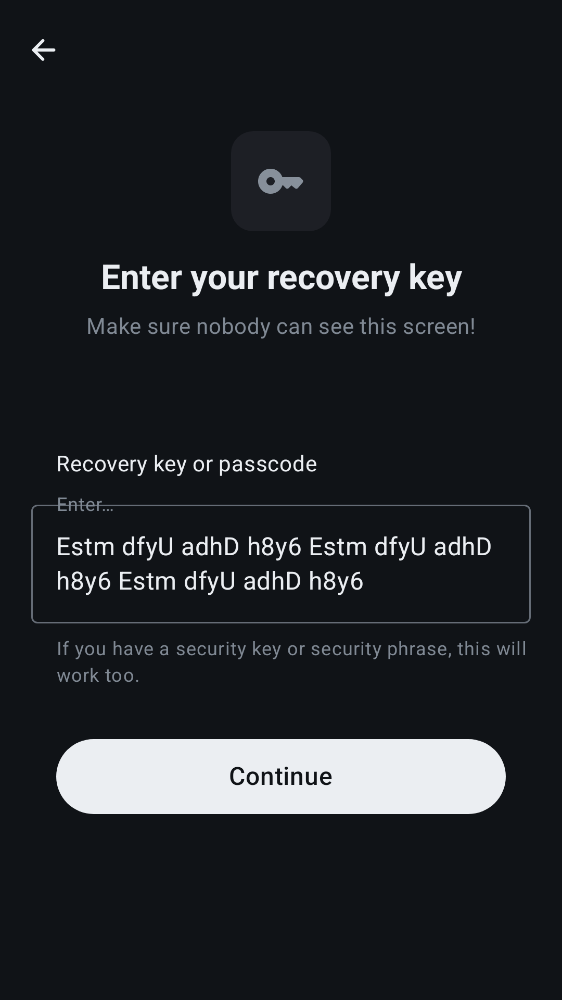 Enter your recovery key
Make sure nobody can see this screen!
Recovery key or passcode
Enter…
Estm dfyU adhD h8y6 Estm dfyU adhD
h8y6 Estm dfyU adhD h8y6
If you have a security key or security phrase, this will
work too.
Continue